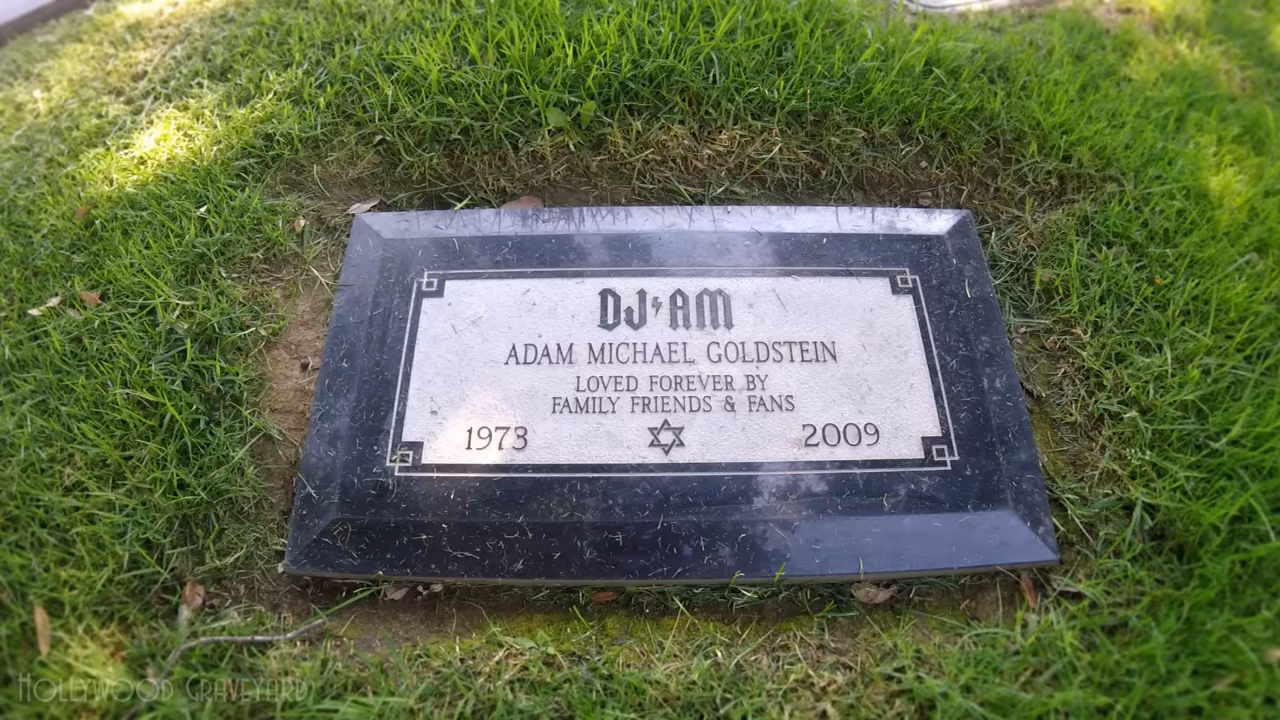 DJ AM
ADAM MICHAEL GOLDSTEIN
LOVED FOREVER BY
FAMILY FRIENDS & FANS
1973 2009
HOLLYWOOD GRAVEYARD